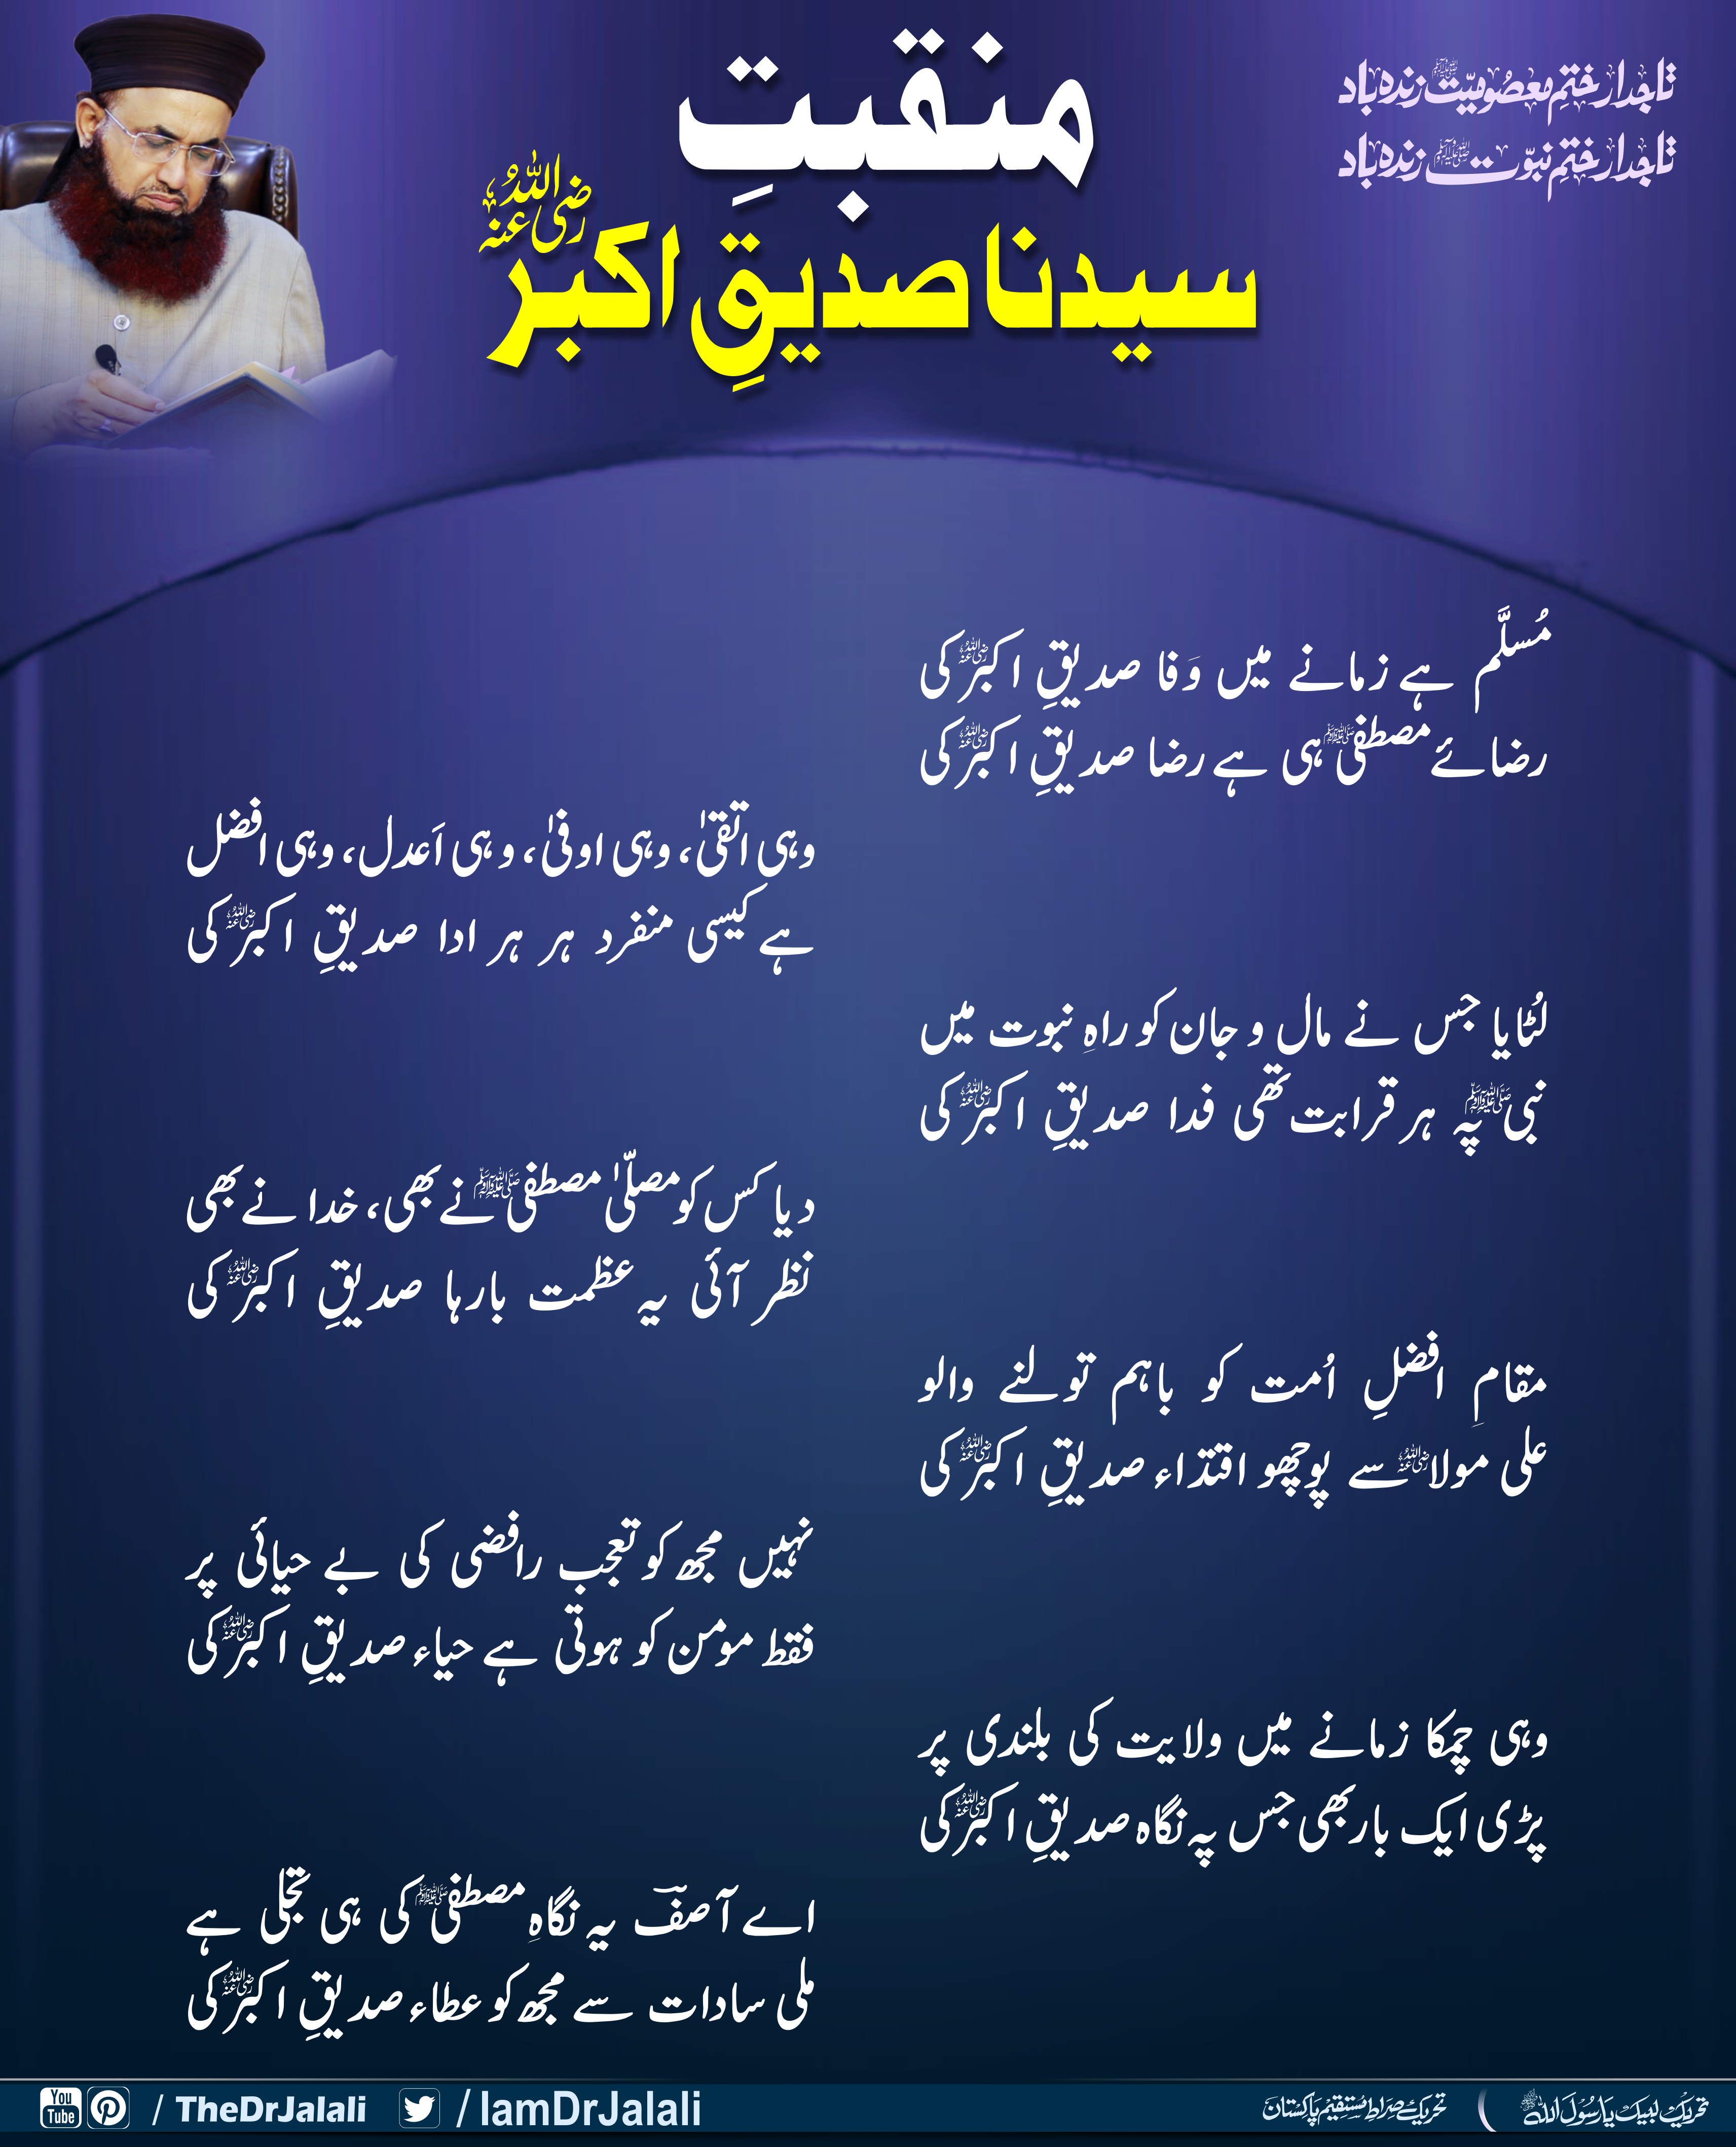 تاجدارِ ختمِ معصومیّت ﷺ زندہ باد
تاجدارِ ختمِ نبوّت ﷺ زندہ باد
منقبتِ
سیدنا صدیقِ اکبر رضی اللہ عنہ
مُسلَّم ہے زمانے میں وَفا صدیقِ اکبر رضی اللہ عنہ کی
رضائے مصطفیٰ ﷺ ہی ہے رضا صدیقِ اکبر رضی اللہ عنہ کی
وہی اتقیٰ، وہی اوفیٰ، وہی اَعدل، وہی افضل
ہے کیسی منفرد ہر ہر ادا صدیقِ اکبر رضی اللہ عنہ کی
لُٹایا جس نے مال و جان کو راہِ نبوت میں
نبی ﷺ پہ ہر قرابت تھی فدا صدیقِ اکبر رضی اللہ عنہ کی
دیا کس کو مصلّیٰ مصطفیٰ ﷺ نے بھی، خدا نے بھی
نظر آئی یہ عظمت بارہا صدیقِ اکبر رضی اللہ عنہ کی
مقامِ افضلِ اُمت کو باہم تولنے والو
علی مولا رضی اللہ عنہ سے پوچھو اقتداء صدیقِ اکبر رضی اللہ عنہ کی
نہیں مجھ کو تعجب رافضی کی بے حیائی پر
فقط مومن کو ہوتی ہے حیاء صدیقِ اکبر رضی اللہ عنہ کی
وہی چمکا زمانے میں ولایت کی بلندی پر
پڑی ایک بار بھی جس پہ نگاہ صدیقِ اکبر رضی اللہ عنہ کی
اے آصفؔ یہ نگاہِ مصطفیٰ ﷺ کی ہی تجلی ہے
ملی سادات سے مجھ کو عطاء صدیقِ اکبر رضی اللہ عنہ کی
You Tube / TheDrJalali / IamDrJalali
تحریک لبیک یا رسول اللہ ﷺ ( تحریک صراطِ مستقیم پاکستان